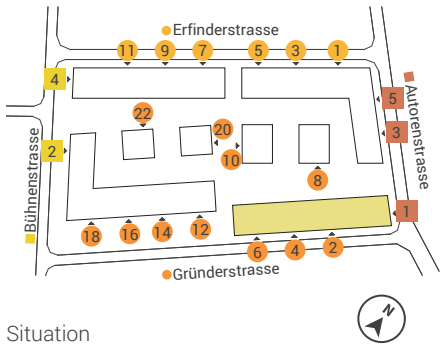 Erfinderstrasse
11 9 7 5 3 1
4
5
22
20
3
2
10
8
Autorenstrasse
Bühnenstrasse
1
18 16 14 12
6 4 2
Gründerstrasse
Situation
N